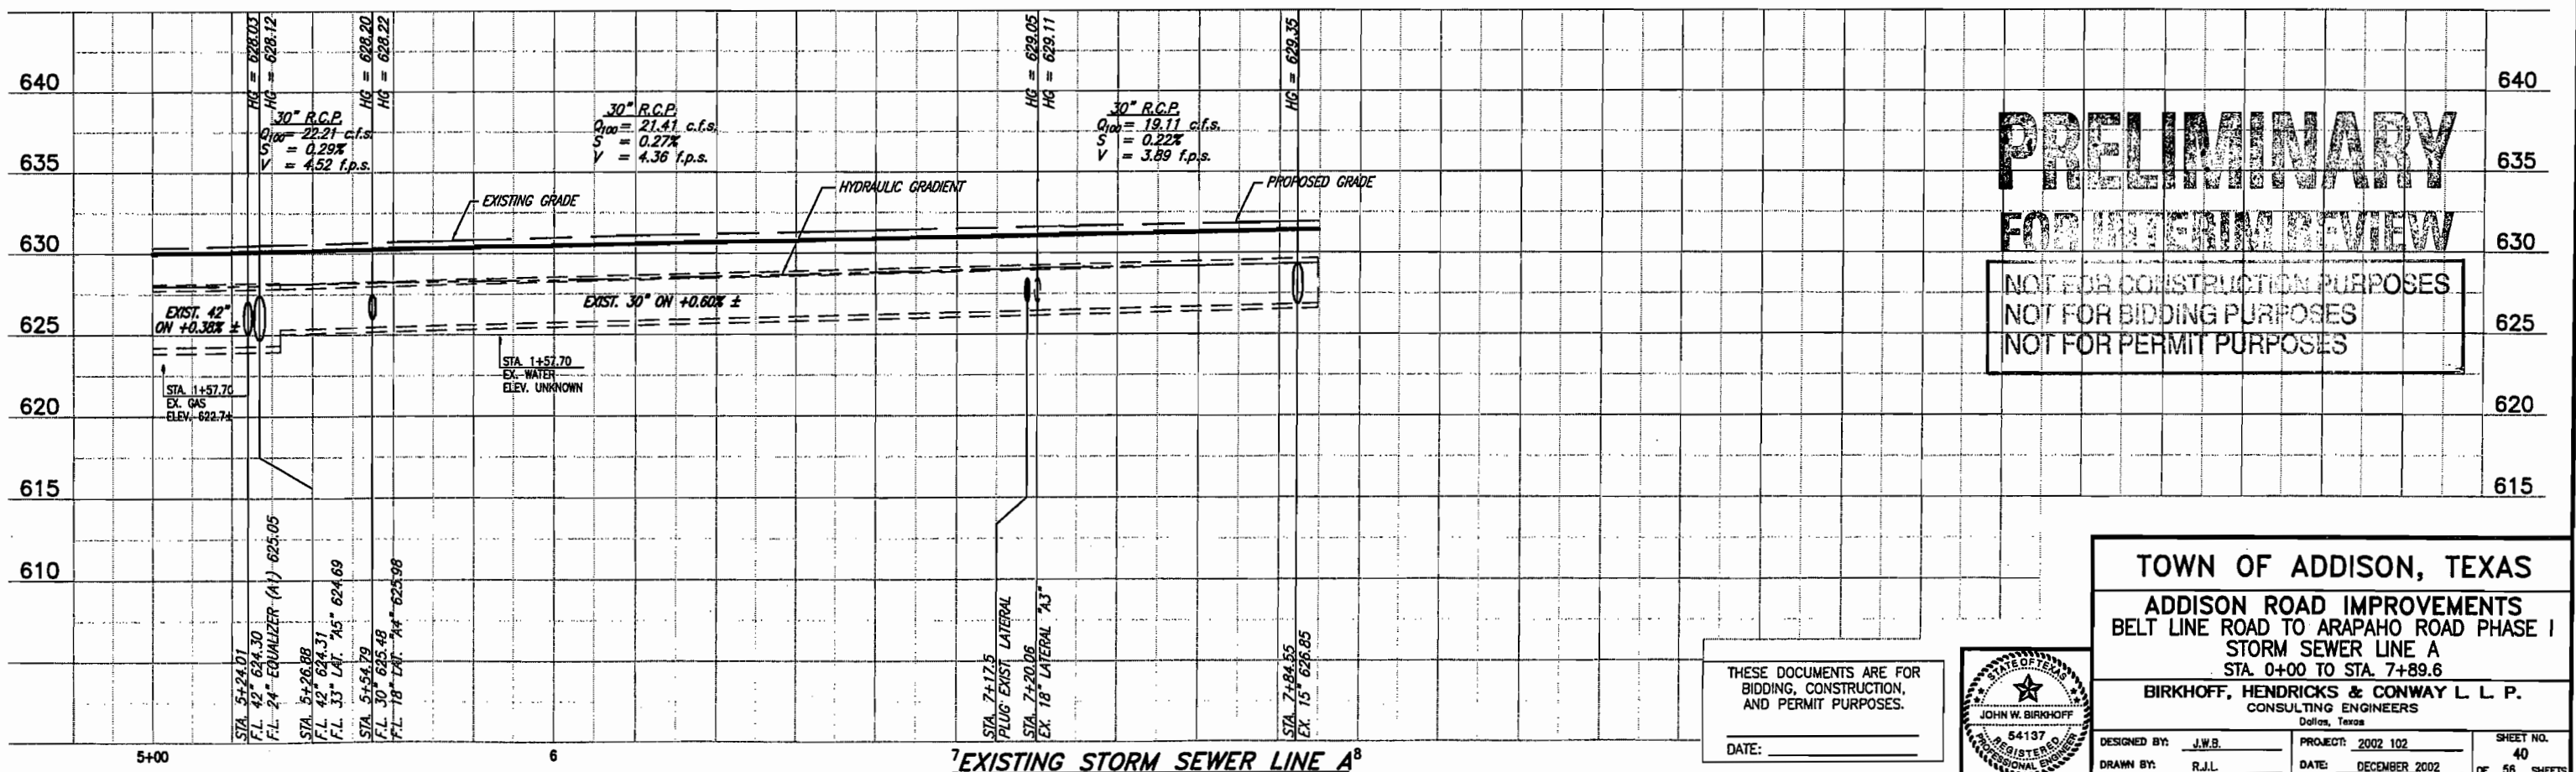 640
635
630
625
620
615
610
HG = 628.03
HG = 628.12
HG = 628.20
HG = 628.22
HG = 629.05
HG = 629.11
HG = 629.35
30" R.C.P.
Q100 = 22.21 c.f.s.
S = 0.29%
V = 4.52 f.p.s.
30" R.C.P.
Q100 = 21.41 c.f.s.
S = 0.27%
V = 4.36 f.p.s.
30" R.C.P.
Q100 = 19.11 c.f.s.
S = 0.22%
V = 3.89 f.p.s.
EXISTING GRADE
HYDRAULIC GRADIENT
PROPOSED GRADE
EXIST. 42"
ON +0.38% ±
EXIST. 30" ON +0.60% ±
STA. 1+57.70
EX. GAS
ELEV. 622.7±
STA. 1+57.70
EX. WATER
ELEV. UNKNOWN
STA. 5+24.01
F.L. 42" 624.30
F.L. 24" EQUALIZER (A1) 625.05
STA. 5+26.88
F.L. 42" 624.31
F.L. 33" LAT. "A5" 624.69
STA. 5+54.79
F.L. 30" 625.48
F.L. 18" LAT. "A4" 625.98
STA. 7+17.5
PLUG EXIST. LATERAL
STA. 7+20.06
EX. 18" LATERAL "A3"
STA. 7+84.55
EX. 15" 626.85
5+00
6
7
8
EXISTING STORM SEWER LINE A
640
635
630
625
620
615
PRELIMINARY
FOR INTERIM REVIEW
NOT FOR CONSTRUCTION PURPOSES
NOT FOR BIDDING PURPOSES
NOT FOR PERMIT PURPOSES
THESE DOCUMENTS ARE FOR
BIDDING, CONSTRUCTION,
AND PERMIT PURPOSES.
DATE:
STATE OF TEXAS
JOHN W. BIRKHOFF
54137
REGISTERED
PROFESSIONAL ENGINEER
TOWN OF ADDISON, TEXAS
ADDISON ROAD IMPROVEMENTS
BELT LINE ROAD TO ARAPAHO ROAD PHASE I
STORM SEWER LINE A
STA. 0+00 TO STA. 7+89.6
BIRKHOFF, HENDRICKS & CONWAY L. L. P.
CONSULTING ENGINEERS
Dallas, Texas
DESIGNED BY: J.W.B.
PROJECT: 2002 102
SHEET NO.
40
DRAWN BY: R.J.L.
DATE: DECEMBER 2002
OF 56 SHEETS